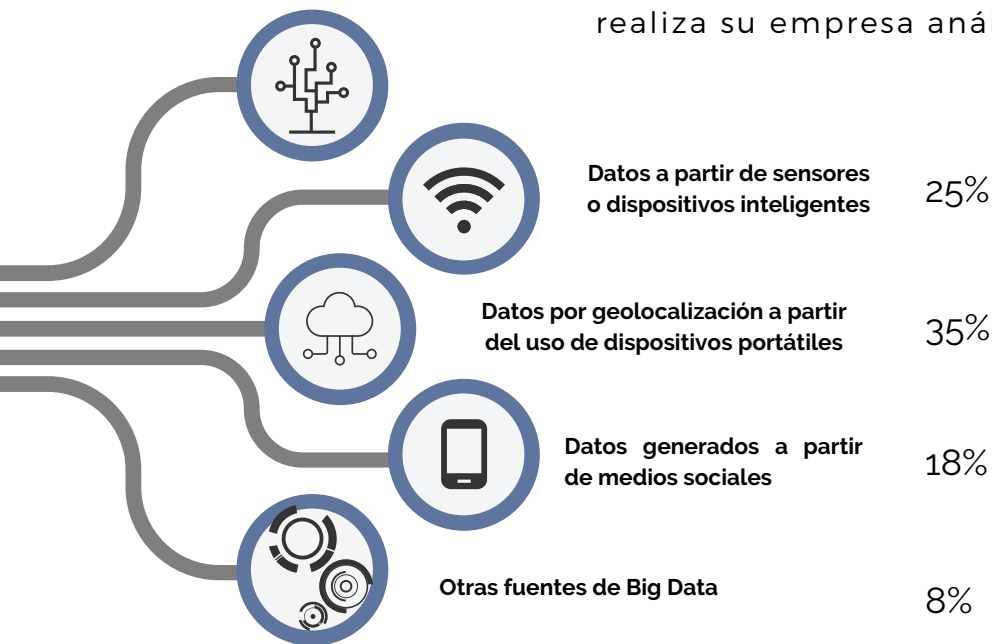 realiza su empresa
Datos a partir de sensores
o dispositivos inteligentes
25%
Datos por geolocalización a partir
del uso de dispositivos portátiles
35%
Datos generados a partir
de medios sociales
18%
Otras fuentes de Big Data
8%